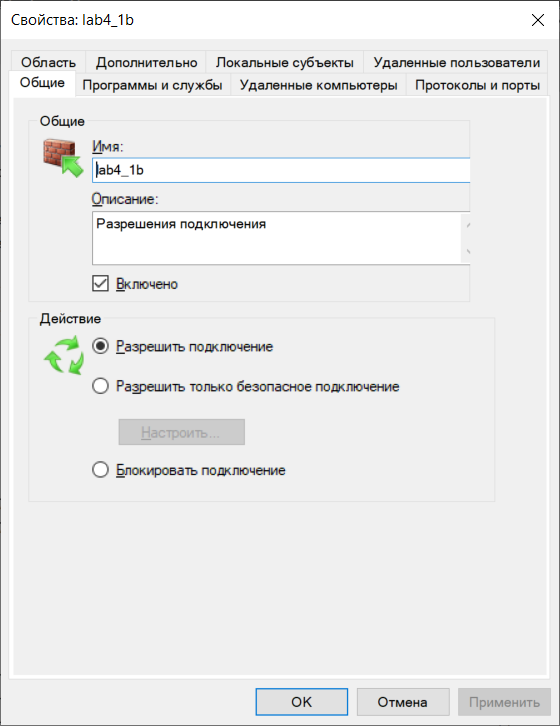 Свойства: lab4_1b
Область Дополнительно Локальные субъекты Удаленные пользователи
Общие Программы и службы Удаленные компьютеры Протоколы и порты
Общие
Имя:
lab4_1b
Описание:
Разрешения подключения
Включено
Действие
Разрешить подключение
Разрешить только безопасное подключение
Настроить...
Блокировать подключение
OK Отмена Применить